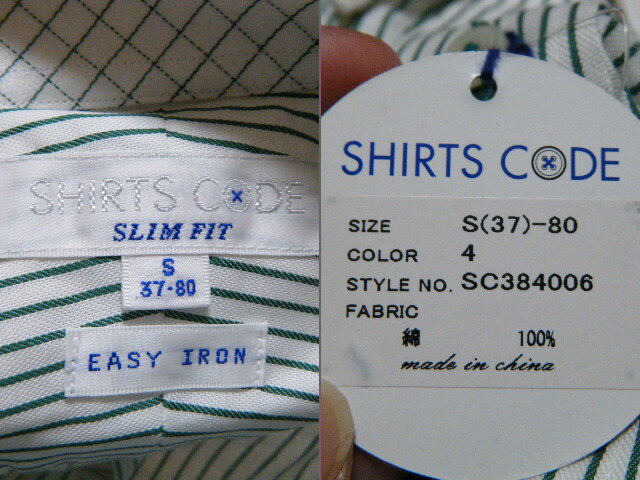 SHIRTS CODE
SLIM FIT
S
37-80
EASY IRON
SHIRTS CODE
SIZE S(37)-80
COLOR 4
STYLE NO. SC384006
FABRIC
綿 100%
made in china